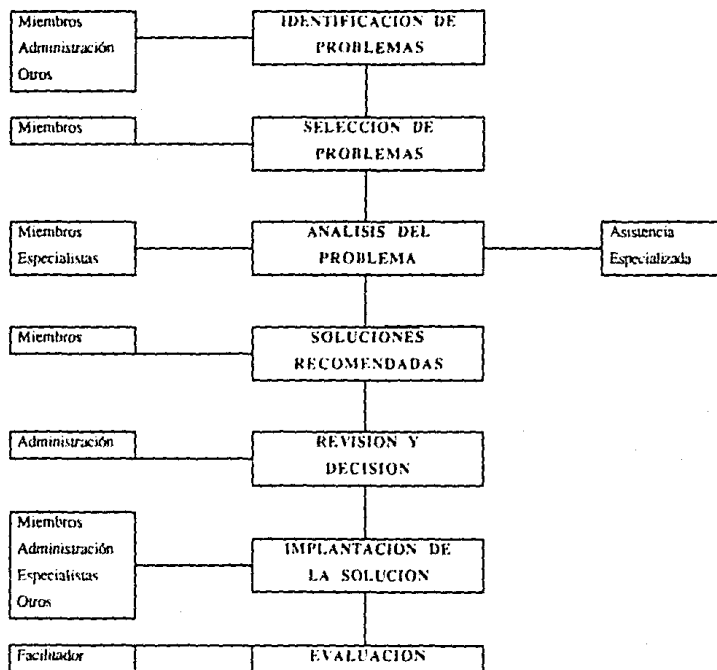 Miembros
Administración
Otros
IDENTIFICACION DE
PROBLEMAS
Miembros
SELECCION DE
PROBLEMAS
Miembros
Especialistas
ANALISIS DEL
PROBLEMA
Asistencia
Especializada
Miembros
SOLUCIONES
RECOMENDADAS
Administración
REVISION Y
DECISION
Miembros
Administración
Especialistas
Otros
IMPLANTACION DE
LA SOLUCION
Facilitador
EVALUACION